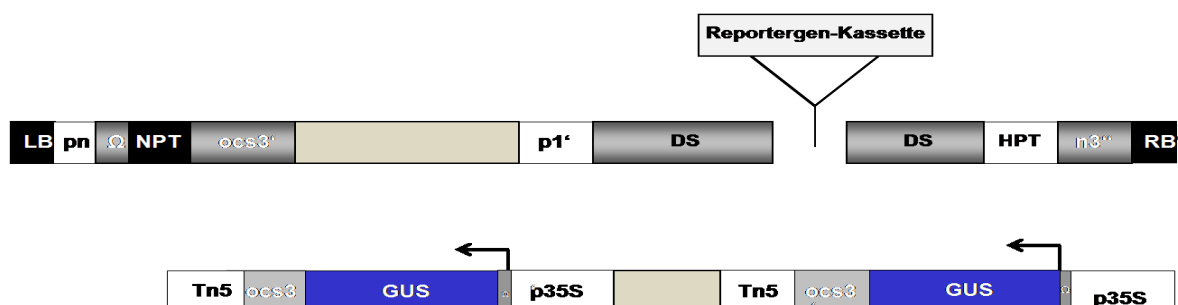 Reportergen-Kassette
LB pn Ω NPT ocs3' p1' DS DS HPT n3' RB
Tn5 ocs3 GUS p35S Tn5 ocs3 GUS Ω p35S